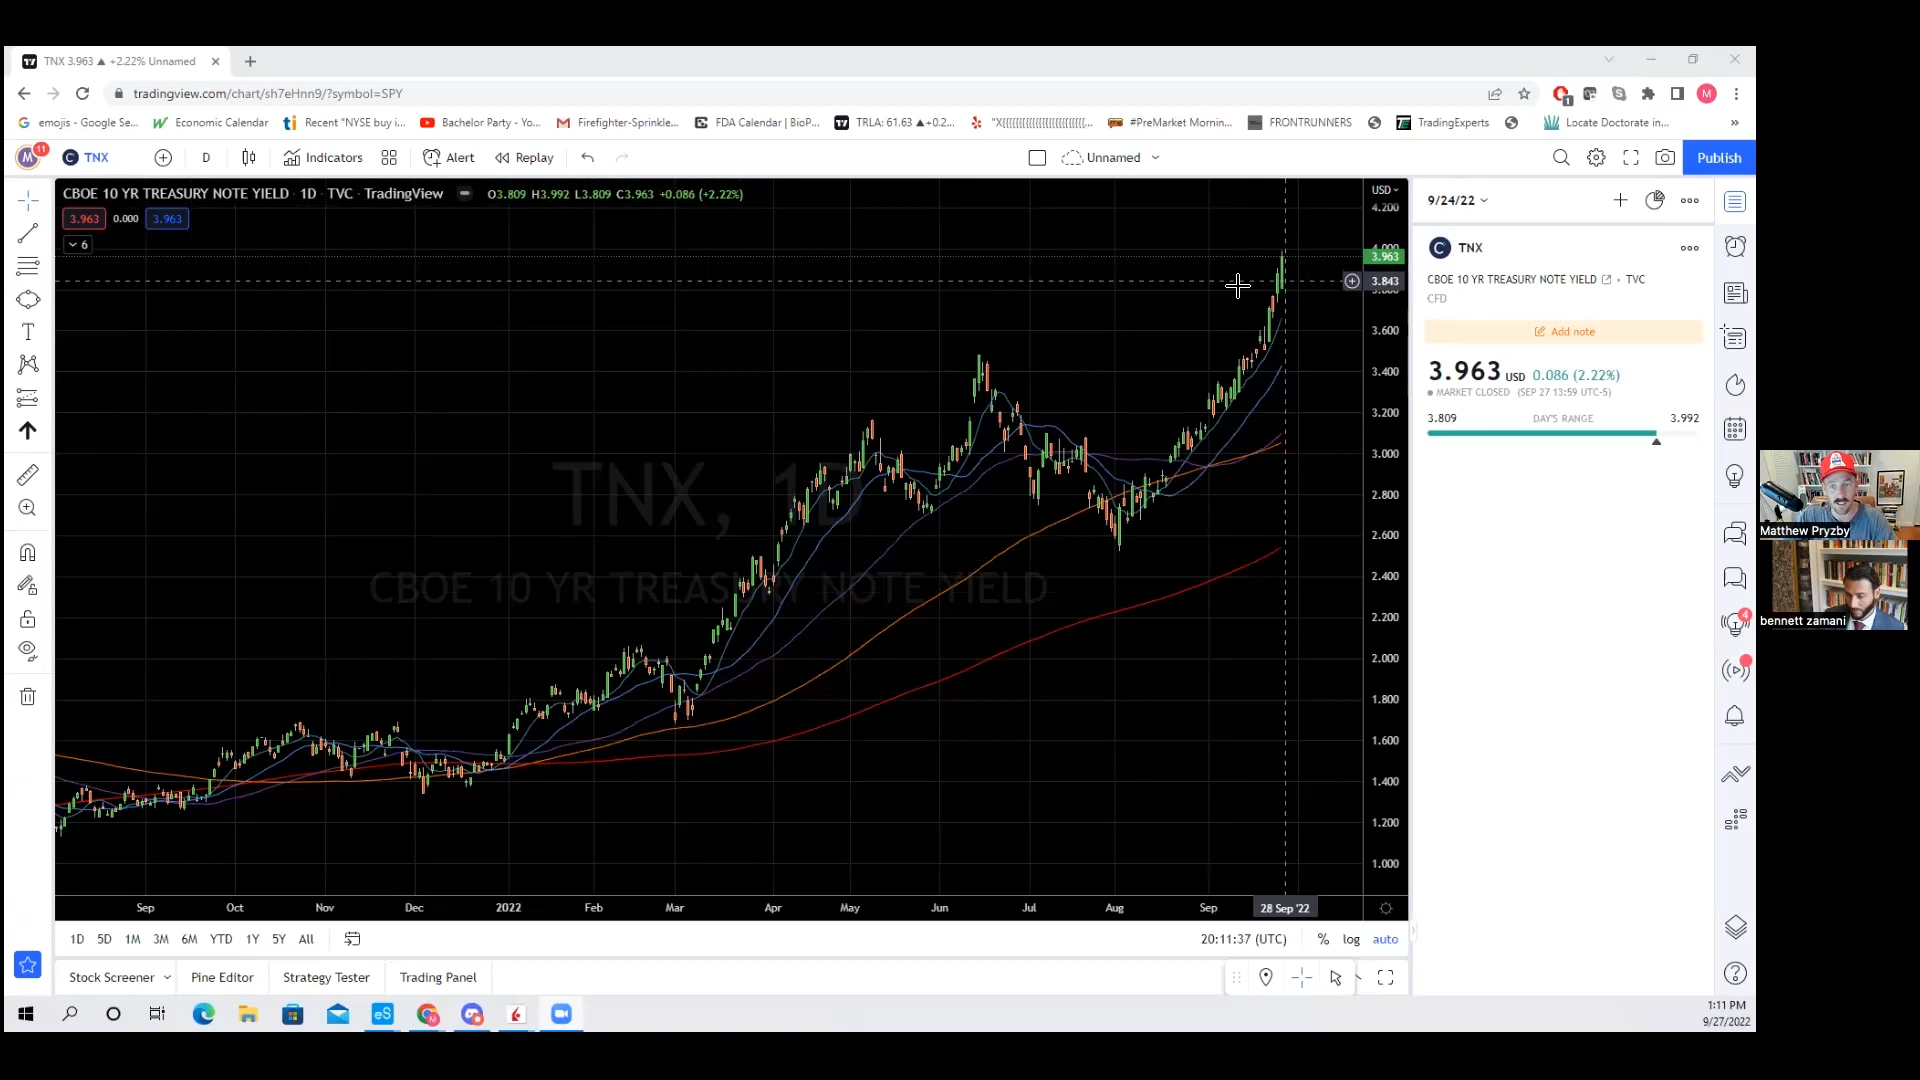 TNX 3.963 ▲ +2.22% Unnamed
tradingview.com/chart/sh7eHnn9/?symbol=SPY
emojis - Google Se...
Economic Calendar
Recent "NYSE buy i...
Bachelor Party - Yo...
Firefighter-Sprinkle...
FDA Calendar | BioP...
TRLA: 61.63 ▲+0.2...
"X[[[[[[[[[[[[[[[[[[[[[[[[...
#PreMarket Mornin...
FRONTRUNNERS
TradingExperts
Locate Doctorate in...
»
M 11
TNX
D
Indicators
Alert
Replay
Unnamed
Publish
CBOE 10 YR TREASURY NOTE YIELD · 1D · TVC · TradingView
O3.809 H3.992 L3.809 C3.963 +0.086 (+2.22%)
3.963 0.000 3.963
6
USD
4.200
4.000
3.963
3.843
3.800
3.600
3.400
3.200
3.000
2.800
2.600
2.400
2.200
2.000
1.800
1.600
1.400
1.200
1.000
TNX, 1D
CBOE 10 YR TREASURY NOTE YIELD
Sep Oct Nov Dec 2022 Feb Mar Apr May Jun Jul Aug Sep 28 Sep '22
1D 5D 1M 3M 6M YTD 1Y 5Y All
20:11:37 (UTC) % log auto
Stock Screener Pine Editor Strategy Tester Trading Panel
9/24/22
TNX
CBOE 10 YR TREASURY NOTE YIELD · TVC
CFD
Add note
3.963 USD 0.086 (2.22%)
MARKET CLOSED (SEP 27 13:59 UTC-5)
3.809 DAY'S RANGE 3.992
4
Matthew Pryzby
bennett zamani
eS
1:11 PM
9/27/2022